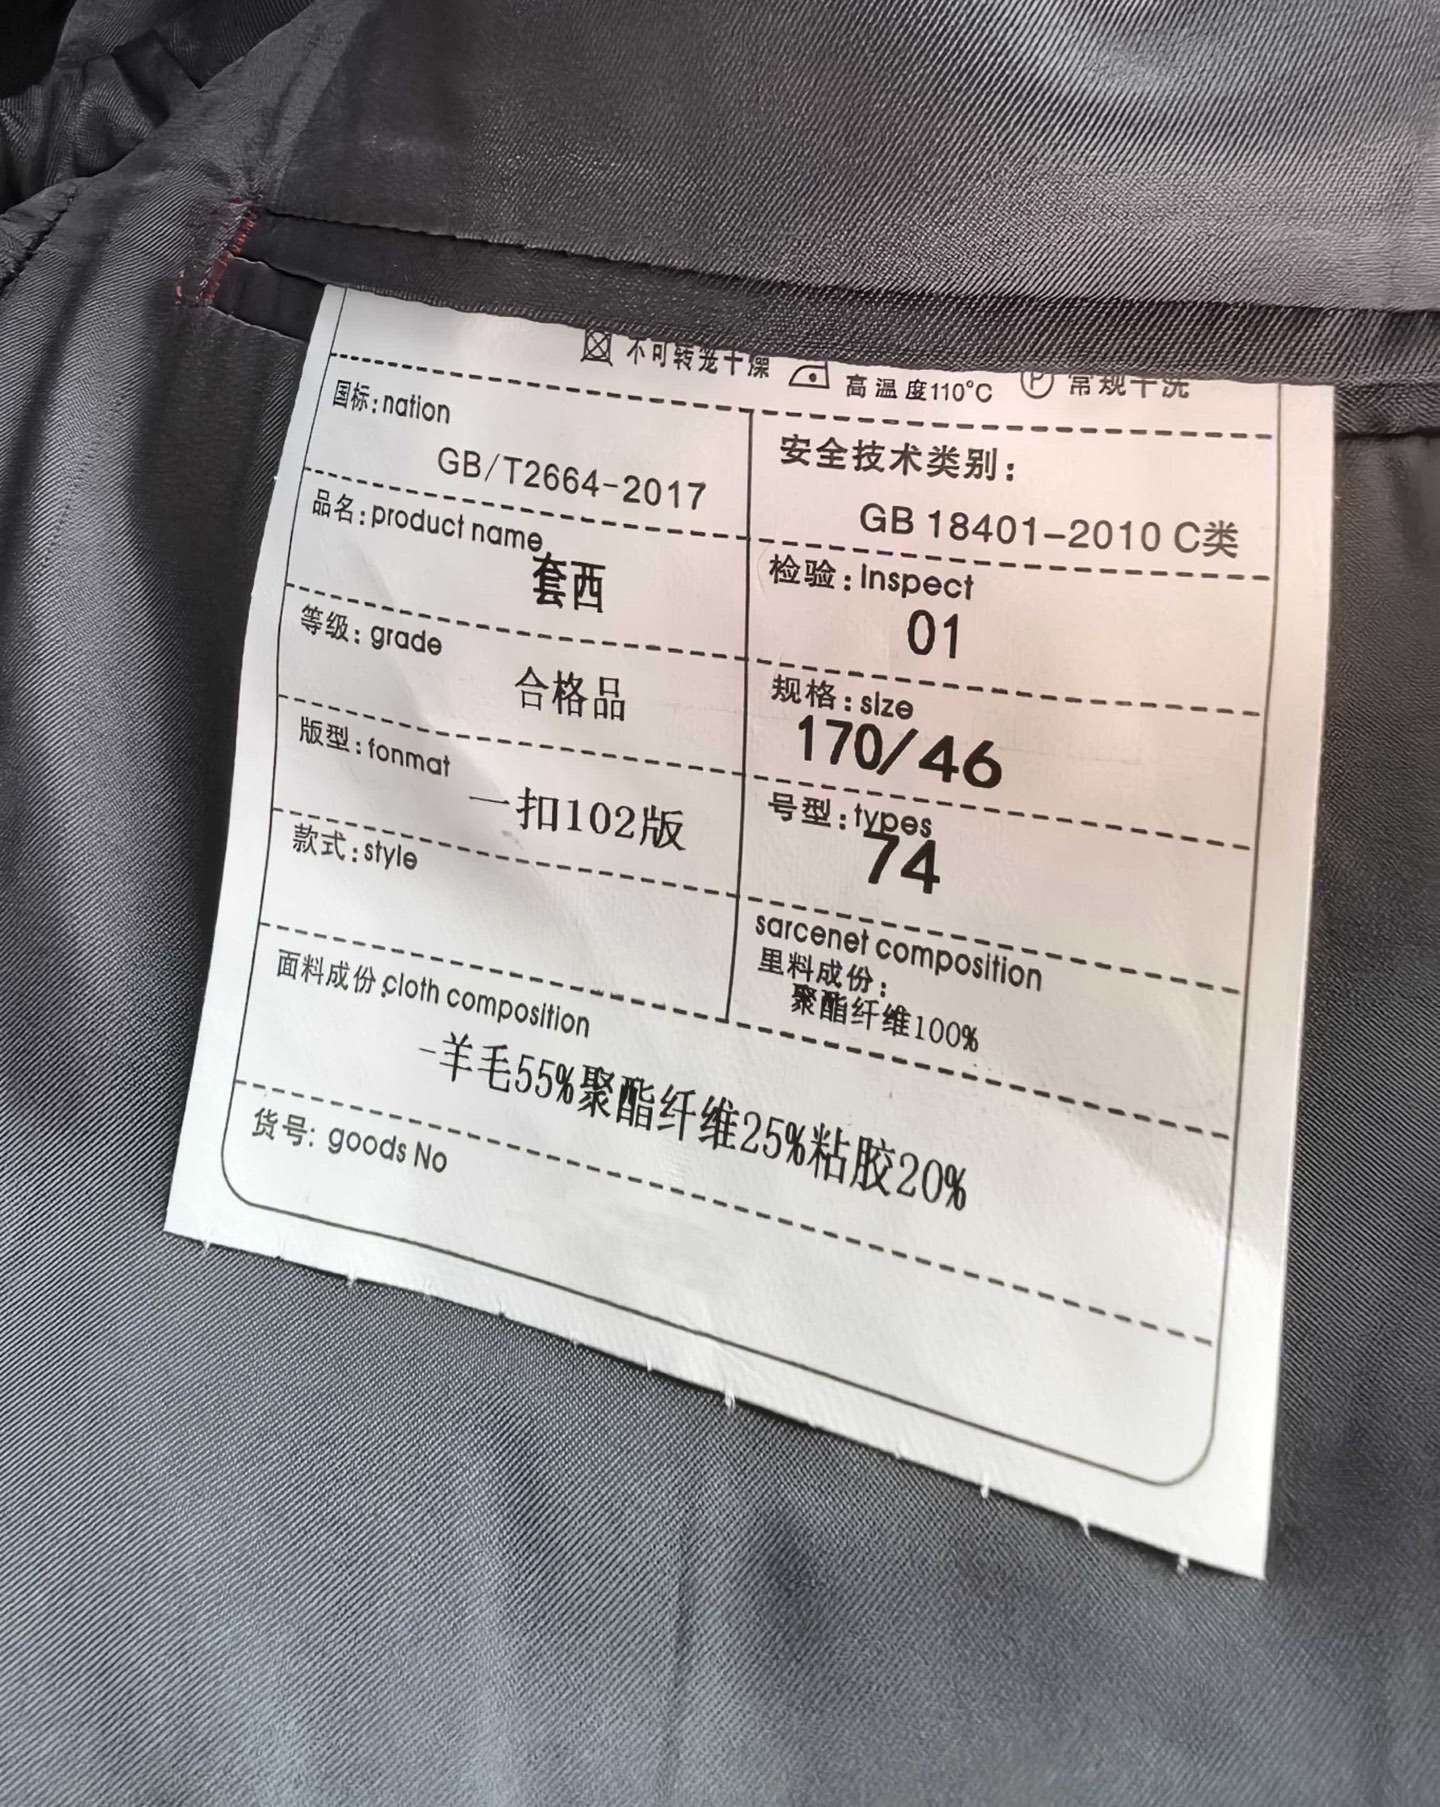 不可转笼干燥
高温度110°C
P 常规干洗
国标:nation
GB/T2664-2017
安全技术类别:
GB 18401-2010 C类
品名:product name
套西
检验:Inspect
01
等级:grade
合格品
规格:size
170/46
版型:fonmat
一扣102版
号型:types
74
款式:style
sarcenet composition
里料成份:
聚酯纤维100%
面料成份:cloth composition
-羊毛55%聚酯纤维25%粘胶20%
货号: goods No